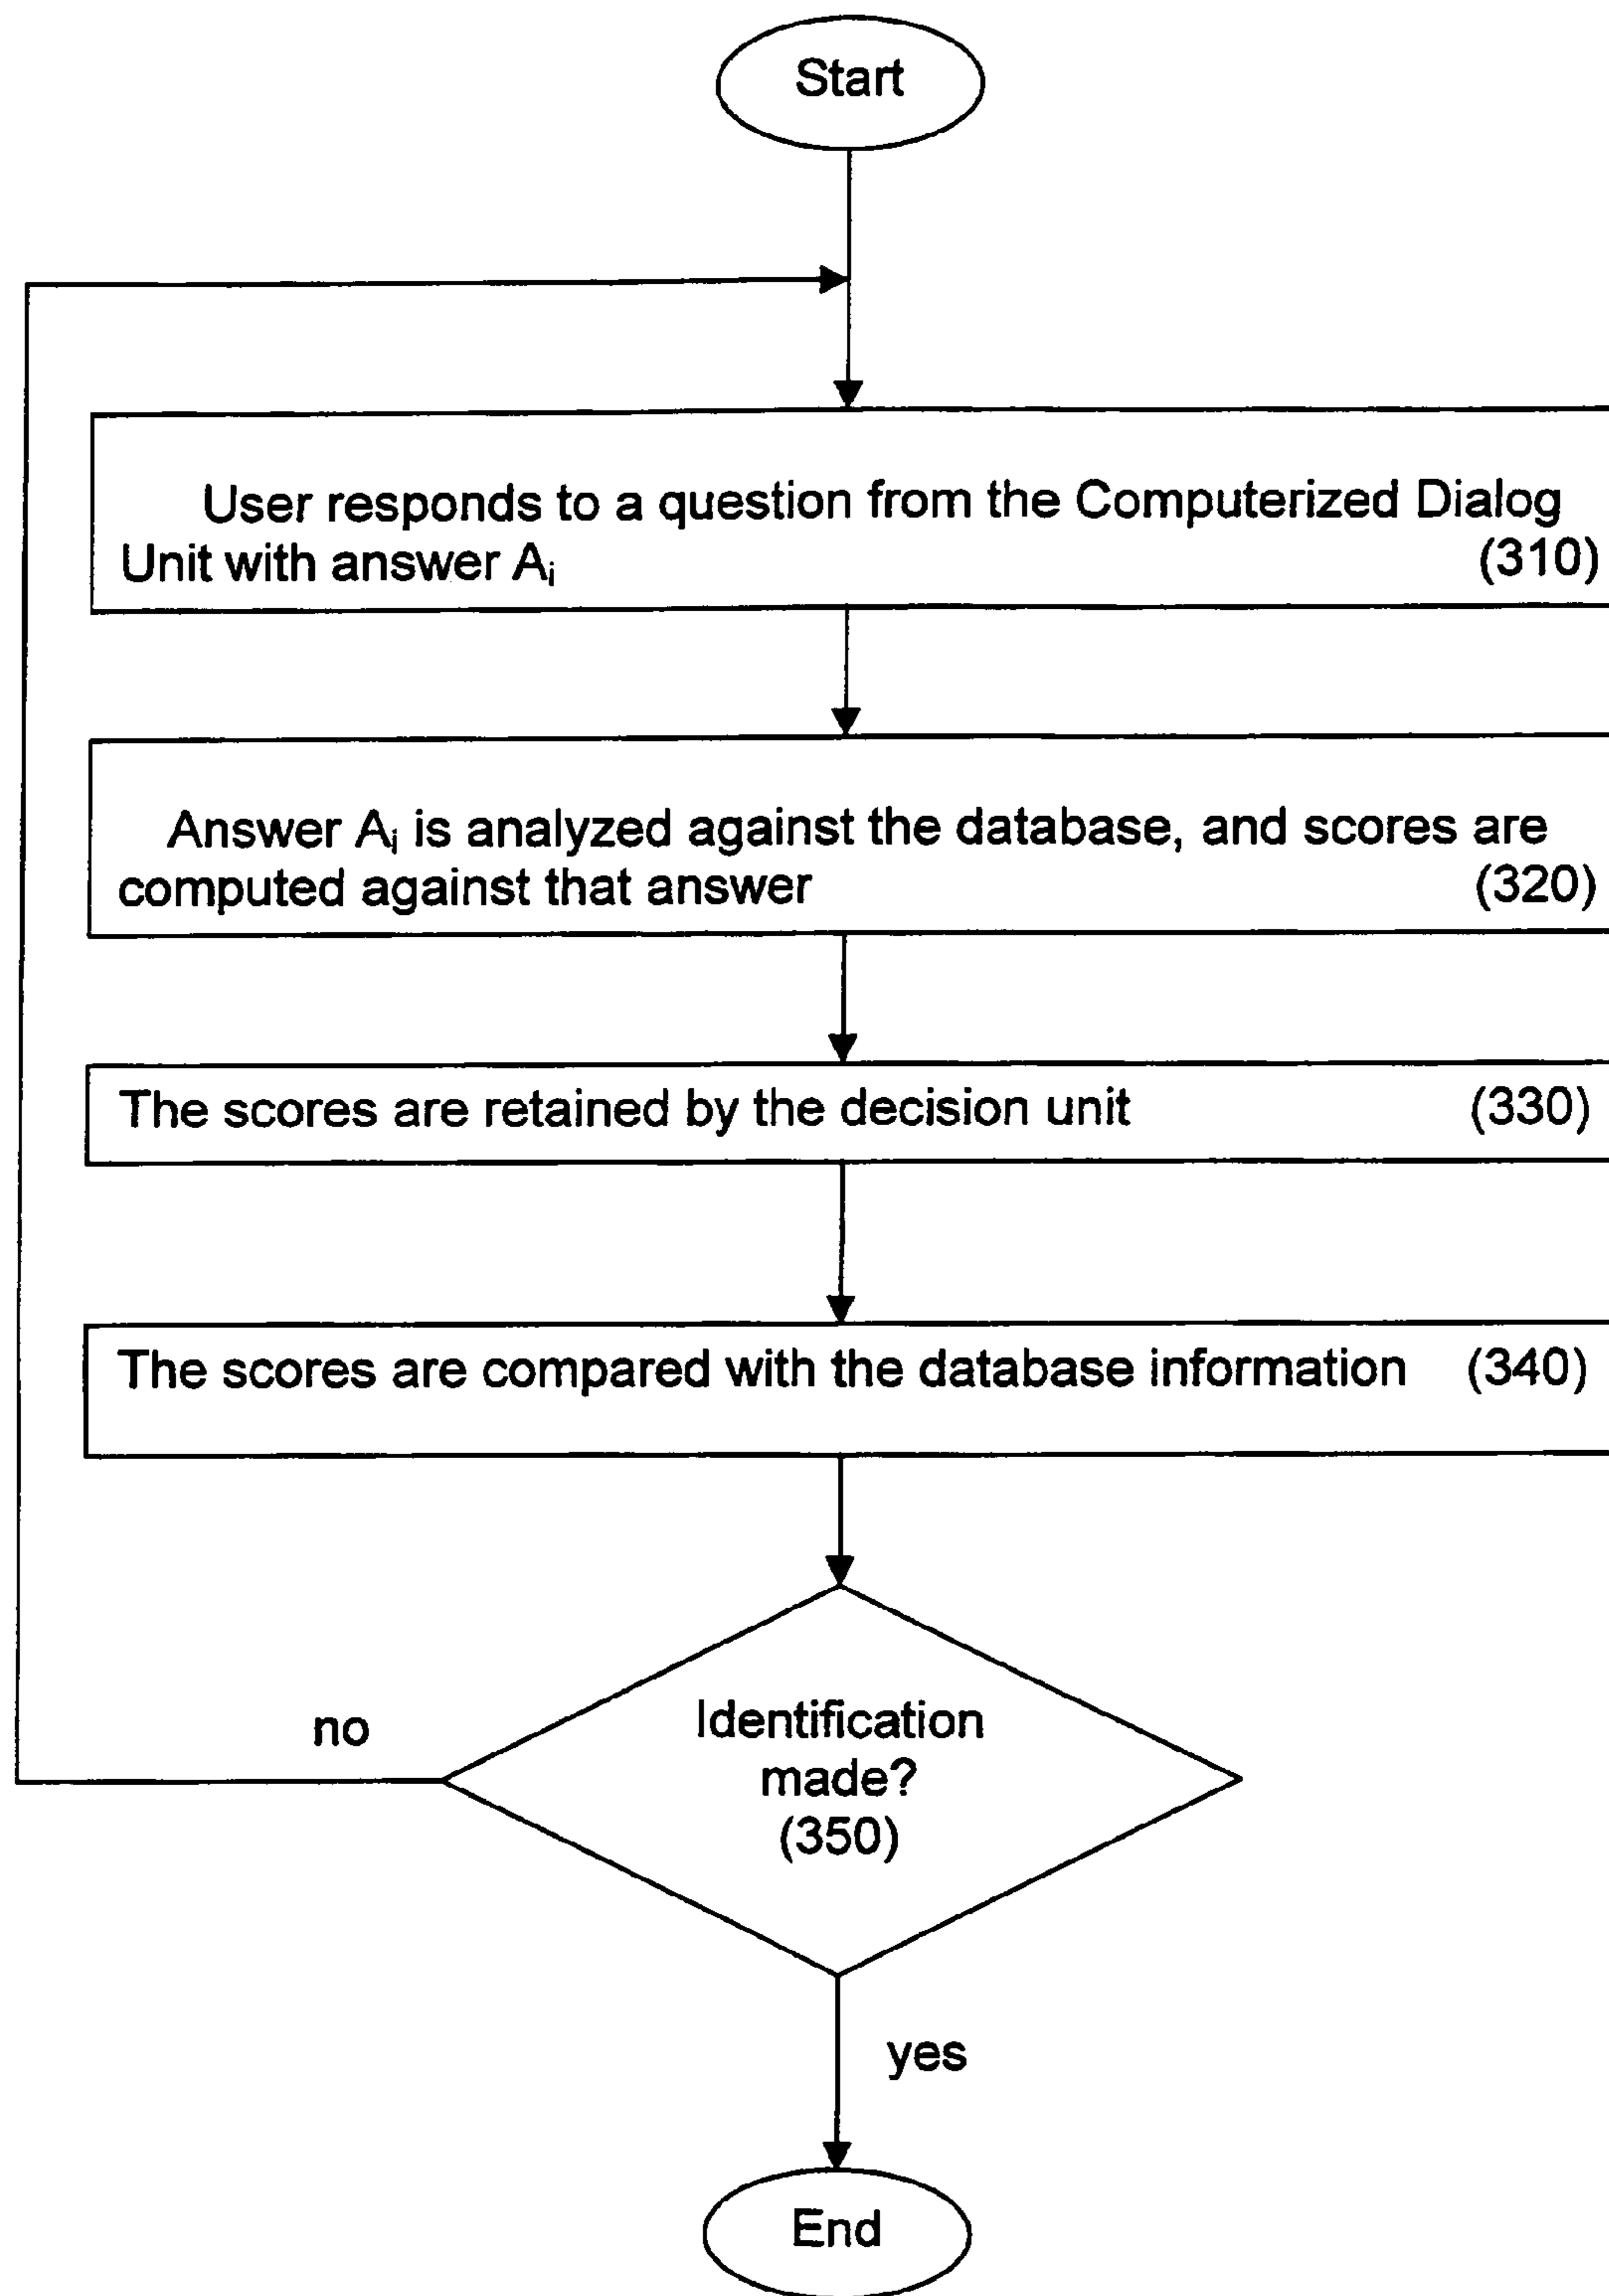 Start
User responds to a question from the Computerized Dialog
Unit with answer Ai (310)
Answer Ai is analyzed against the database, and scores are
computed against that answer (320)
The scores are retained by the decision unit (330)
The scores are compared with the database information (340)
no
Identification
made?
(350)
yes
End